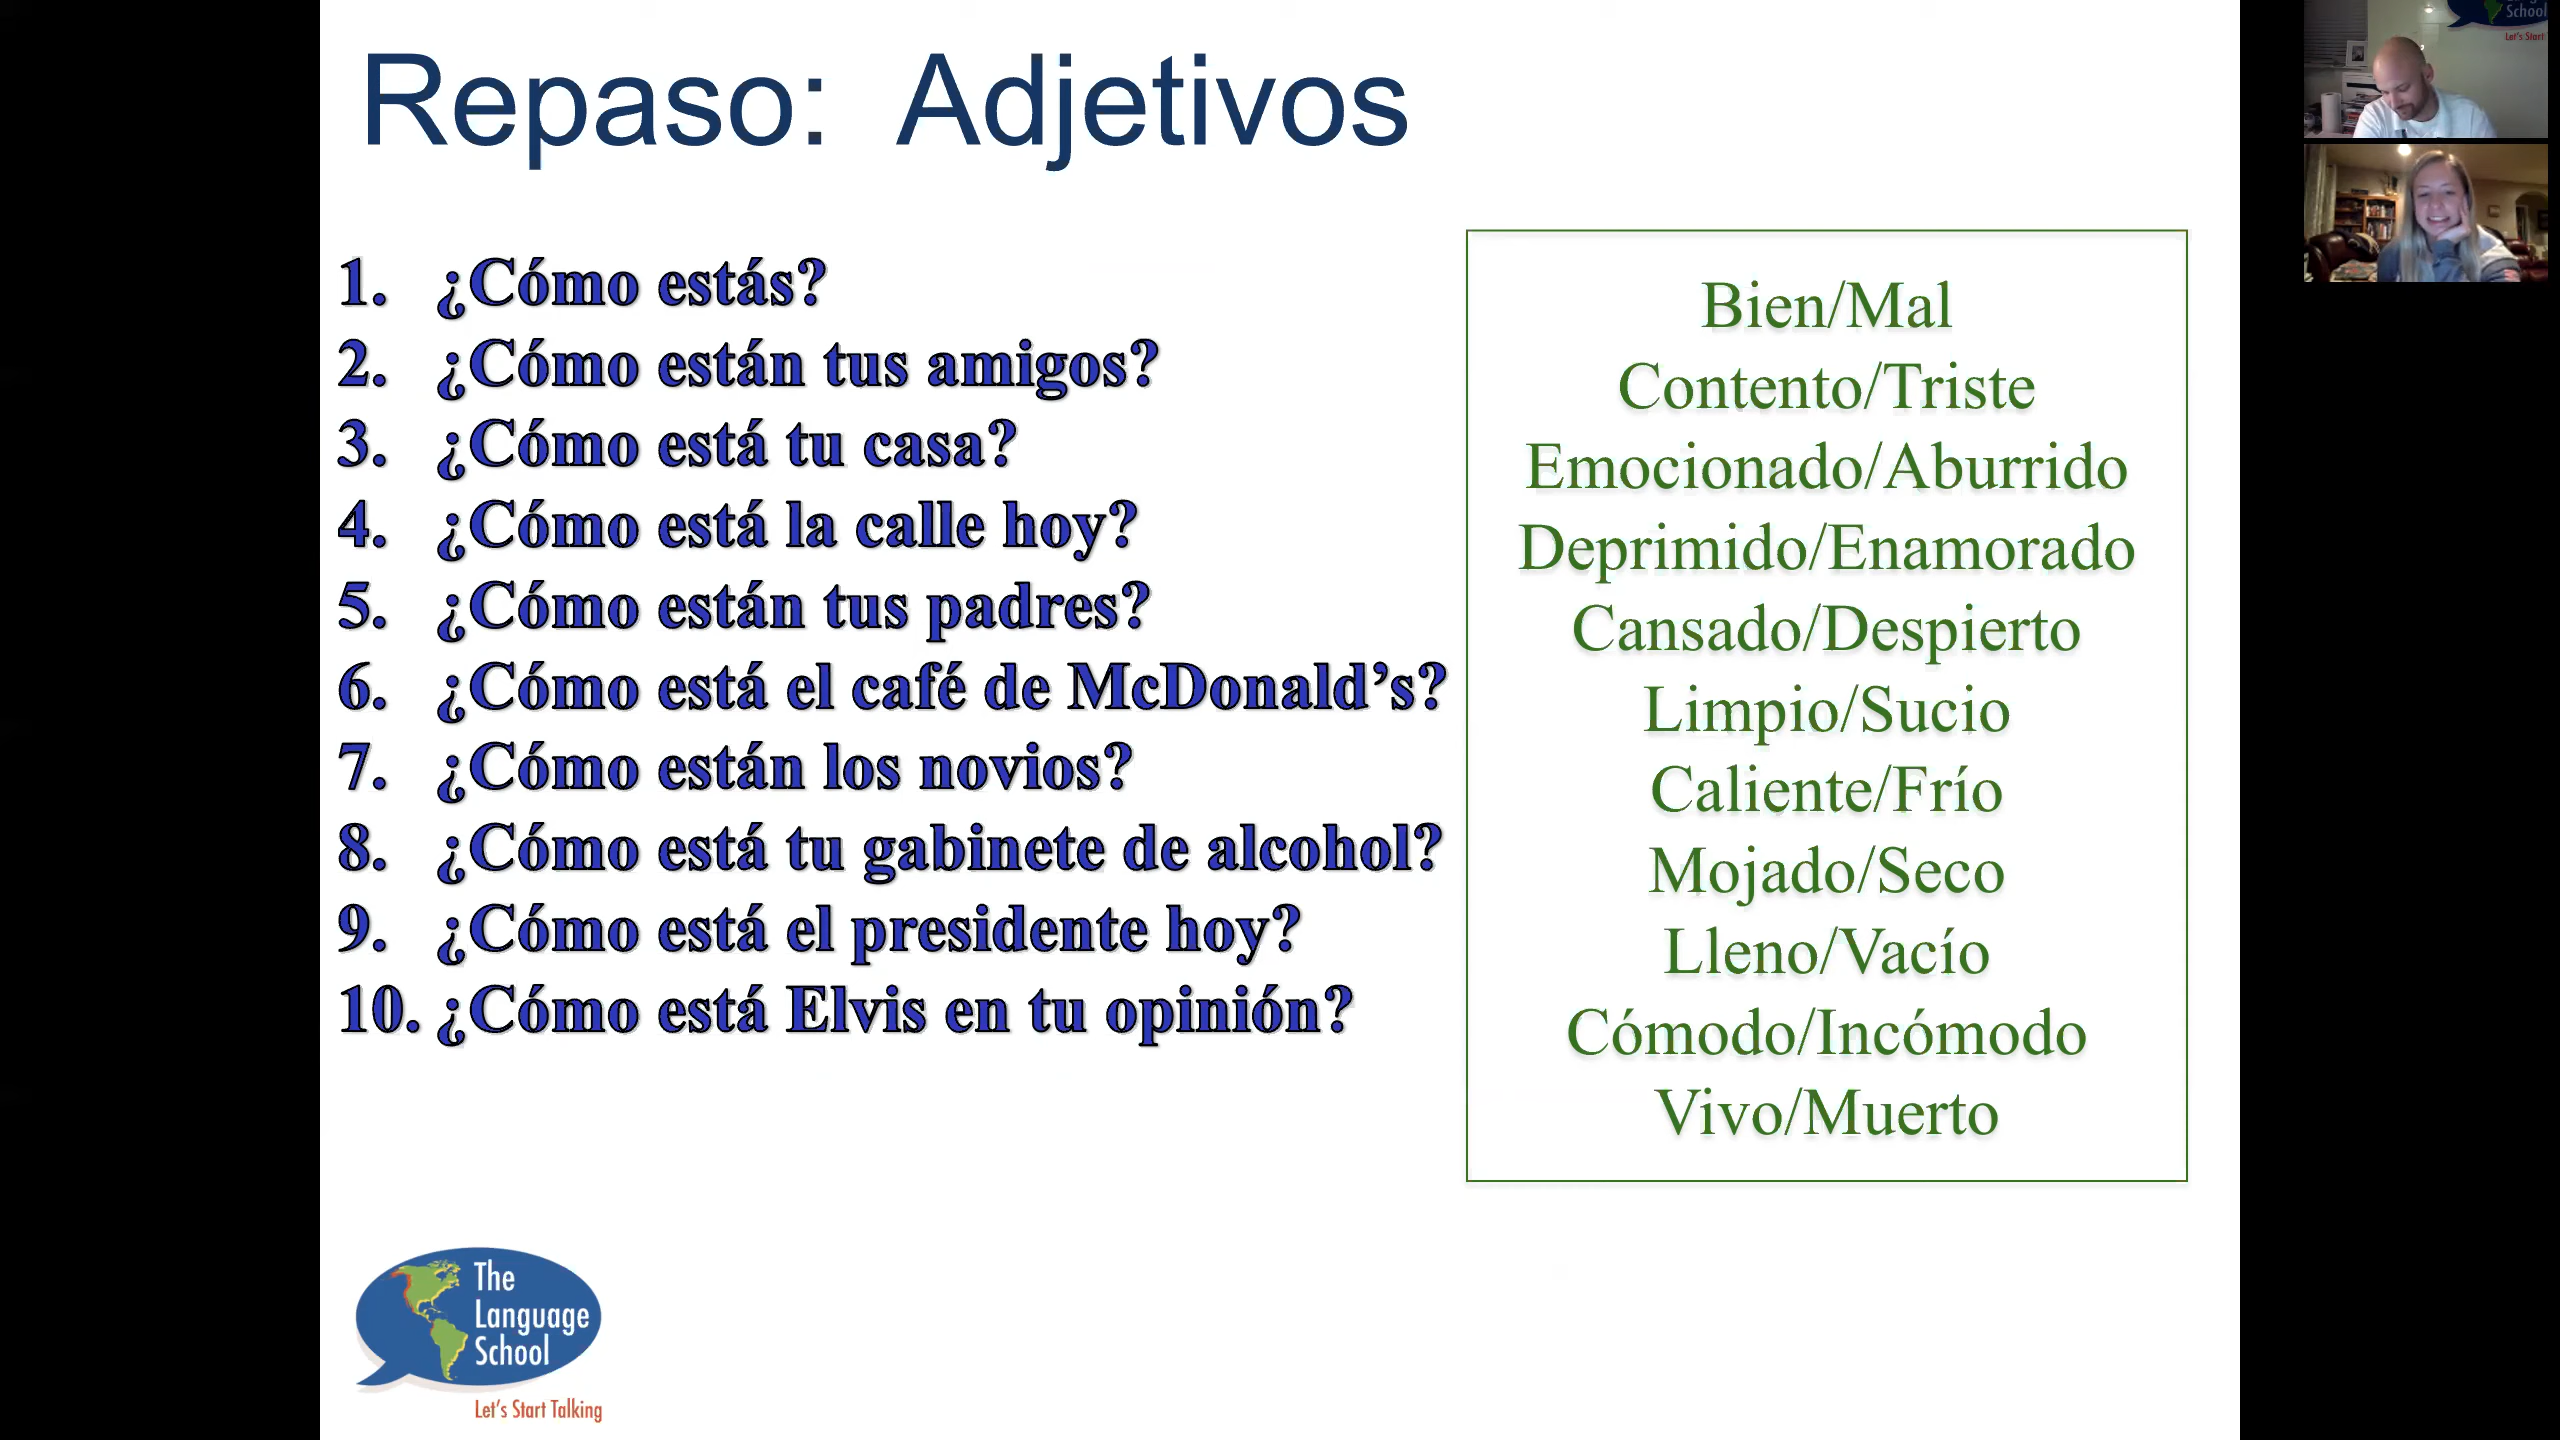 Repaso: Adjetivos
1. ¿Cómo estás?
2. ¿Cómo están tus amigos?
3. ¿Cómo está tu casa?
4. ¿Cómo está la calle hoy?
5. ¿Cómo están tus padres?
6. ¿Cómo está el café de McDonald’s?
7. ¿Cómo están los novios?
8. ¿Cómo está tu gabinete de alcohol?
9. ¿Cómo está el presidente hoy?
10. ¿Cómo está Elvis en tu opinión?
Bien/Mal
Contento/Triste
Emocionado/Aburrido
Deprimido/Enamorado
Cansado/Despierto
Limpio/Sucio
Caliente/Frío
Mojado/Seco
Lleno/Vacío
Cómodo/Incómodo
Vivo/Muerto
The
Language
School
Let's Start Talking
School
Let's Start